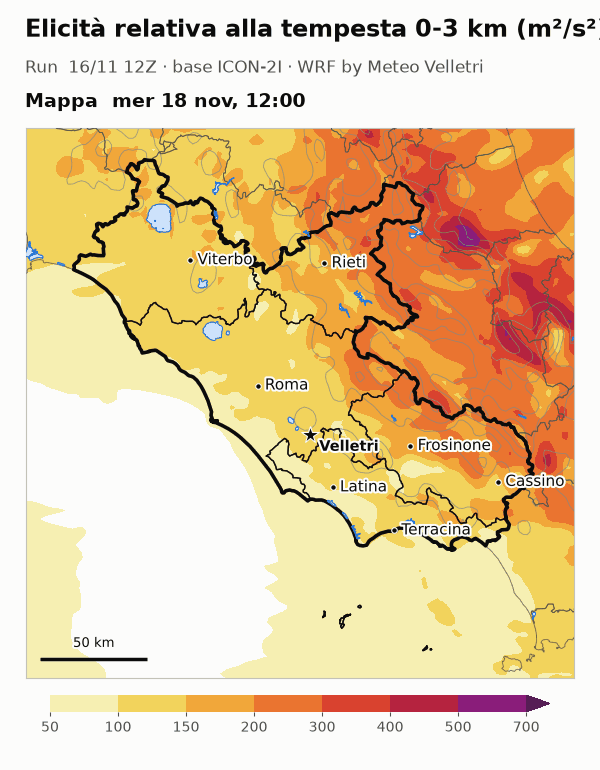 Elicità relativa alla tempesta 0-3 km (m²/s²)
Run 16/11 12Z · base ICON-2I · WRF by Meteo Velletri
Mappa mer 18 nov, 12:00
Viterbo
Rieti
Roma
Velletri
Frosinone
Latina
Cassino
Terracina
50 km
50 100 150 200 300 400 500 700